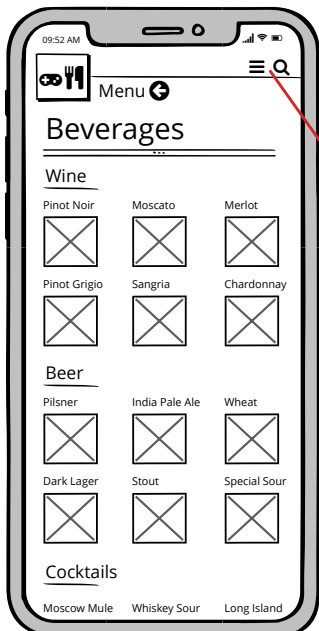 09:52 AM
Menu
Beverages
Wine
Pinot Noir Moscato Merlot
Pinot Grigio Sangria Chardonnay
Beer
Pilsner India Pale Ale Wheat
Dark Lager Stout Special Sour
Cocktails
Moscow Mule Whiskey Sour Long Island